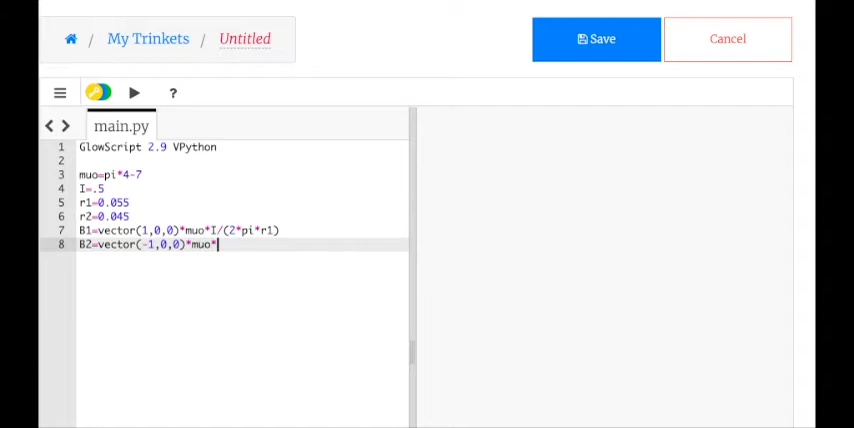 / My Trinkets / Untitled
Save
Cancel
?
main.py
1 GlowScript 2.9 VPython
2
3 muo=pi*4-7
4 I=.5
5 r1=0.055
6 r2=0.045
7 B1=vector(1,0,0)*muo*I/(2*pi*r1)
8 B2=vector(-1,0,0)*muo*